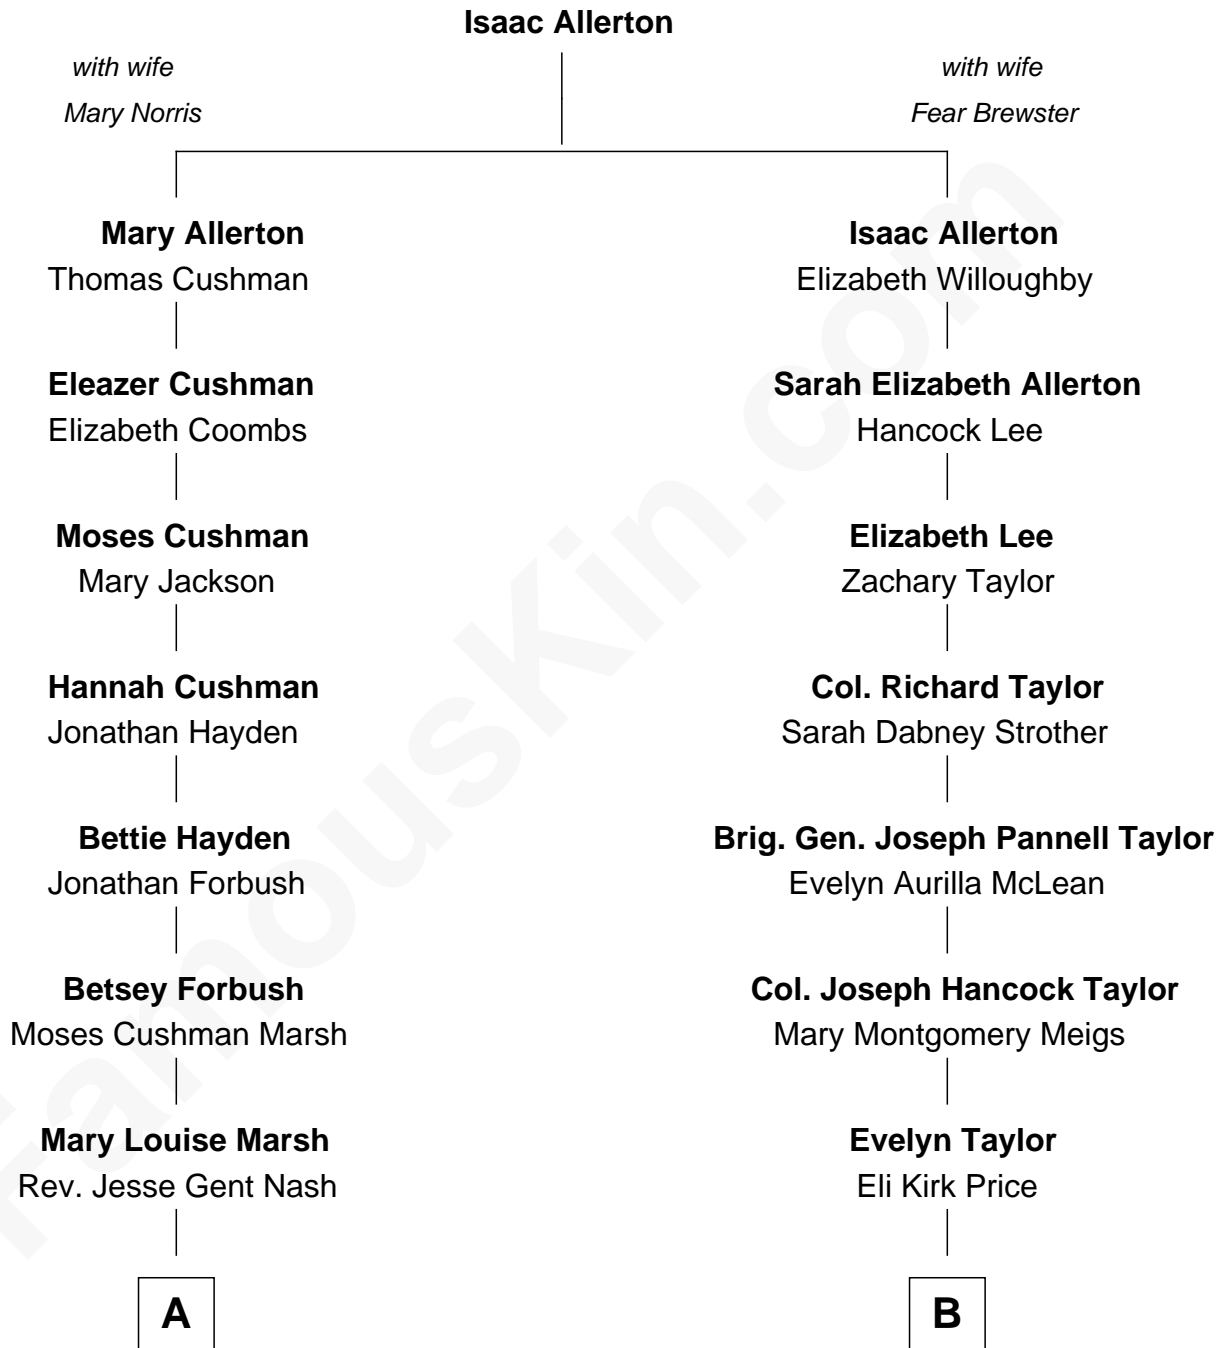 Isaac Allerton
with wife
Mary Norris
with wife
Fear Brewster
Mary Allerton
Thomas Cushman
Isaac Allerton
Elizabeth Willoughby
Eleazer Cushman
Elizabeth Coombs
Sarah Elizabeth Allerton
Hancock Lee
Moses Cushman
Mary Jackson
Elizabeth Lee
Zachary Taylor
Hannah Cushman
Jonathan Hayden
Col. Richard Taylor
Sarah Dabney Strother
Bettie Hayden
Jonathan Forbush
Brig. Gen. Joseph Pannell Taylor
Evelyn Aurilla McLean
Betsey Forbush
Moses Cushman Marsh
Col. Joseph Hancock Taylor
Mary Montgomery Meigs
Mary Louise Marsh
Rev. Jesse Gent Nash
Evelyn Taylor
Eli Kirk Price
A
B
FamousKin.com